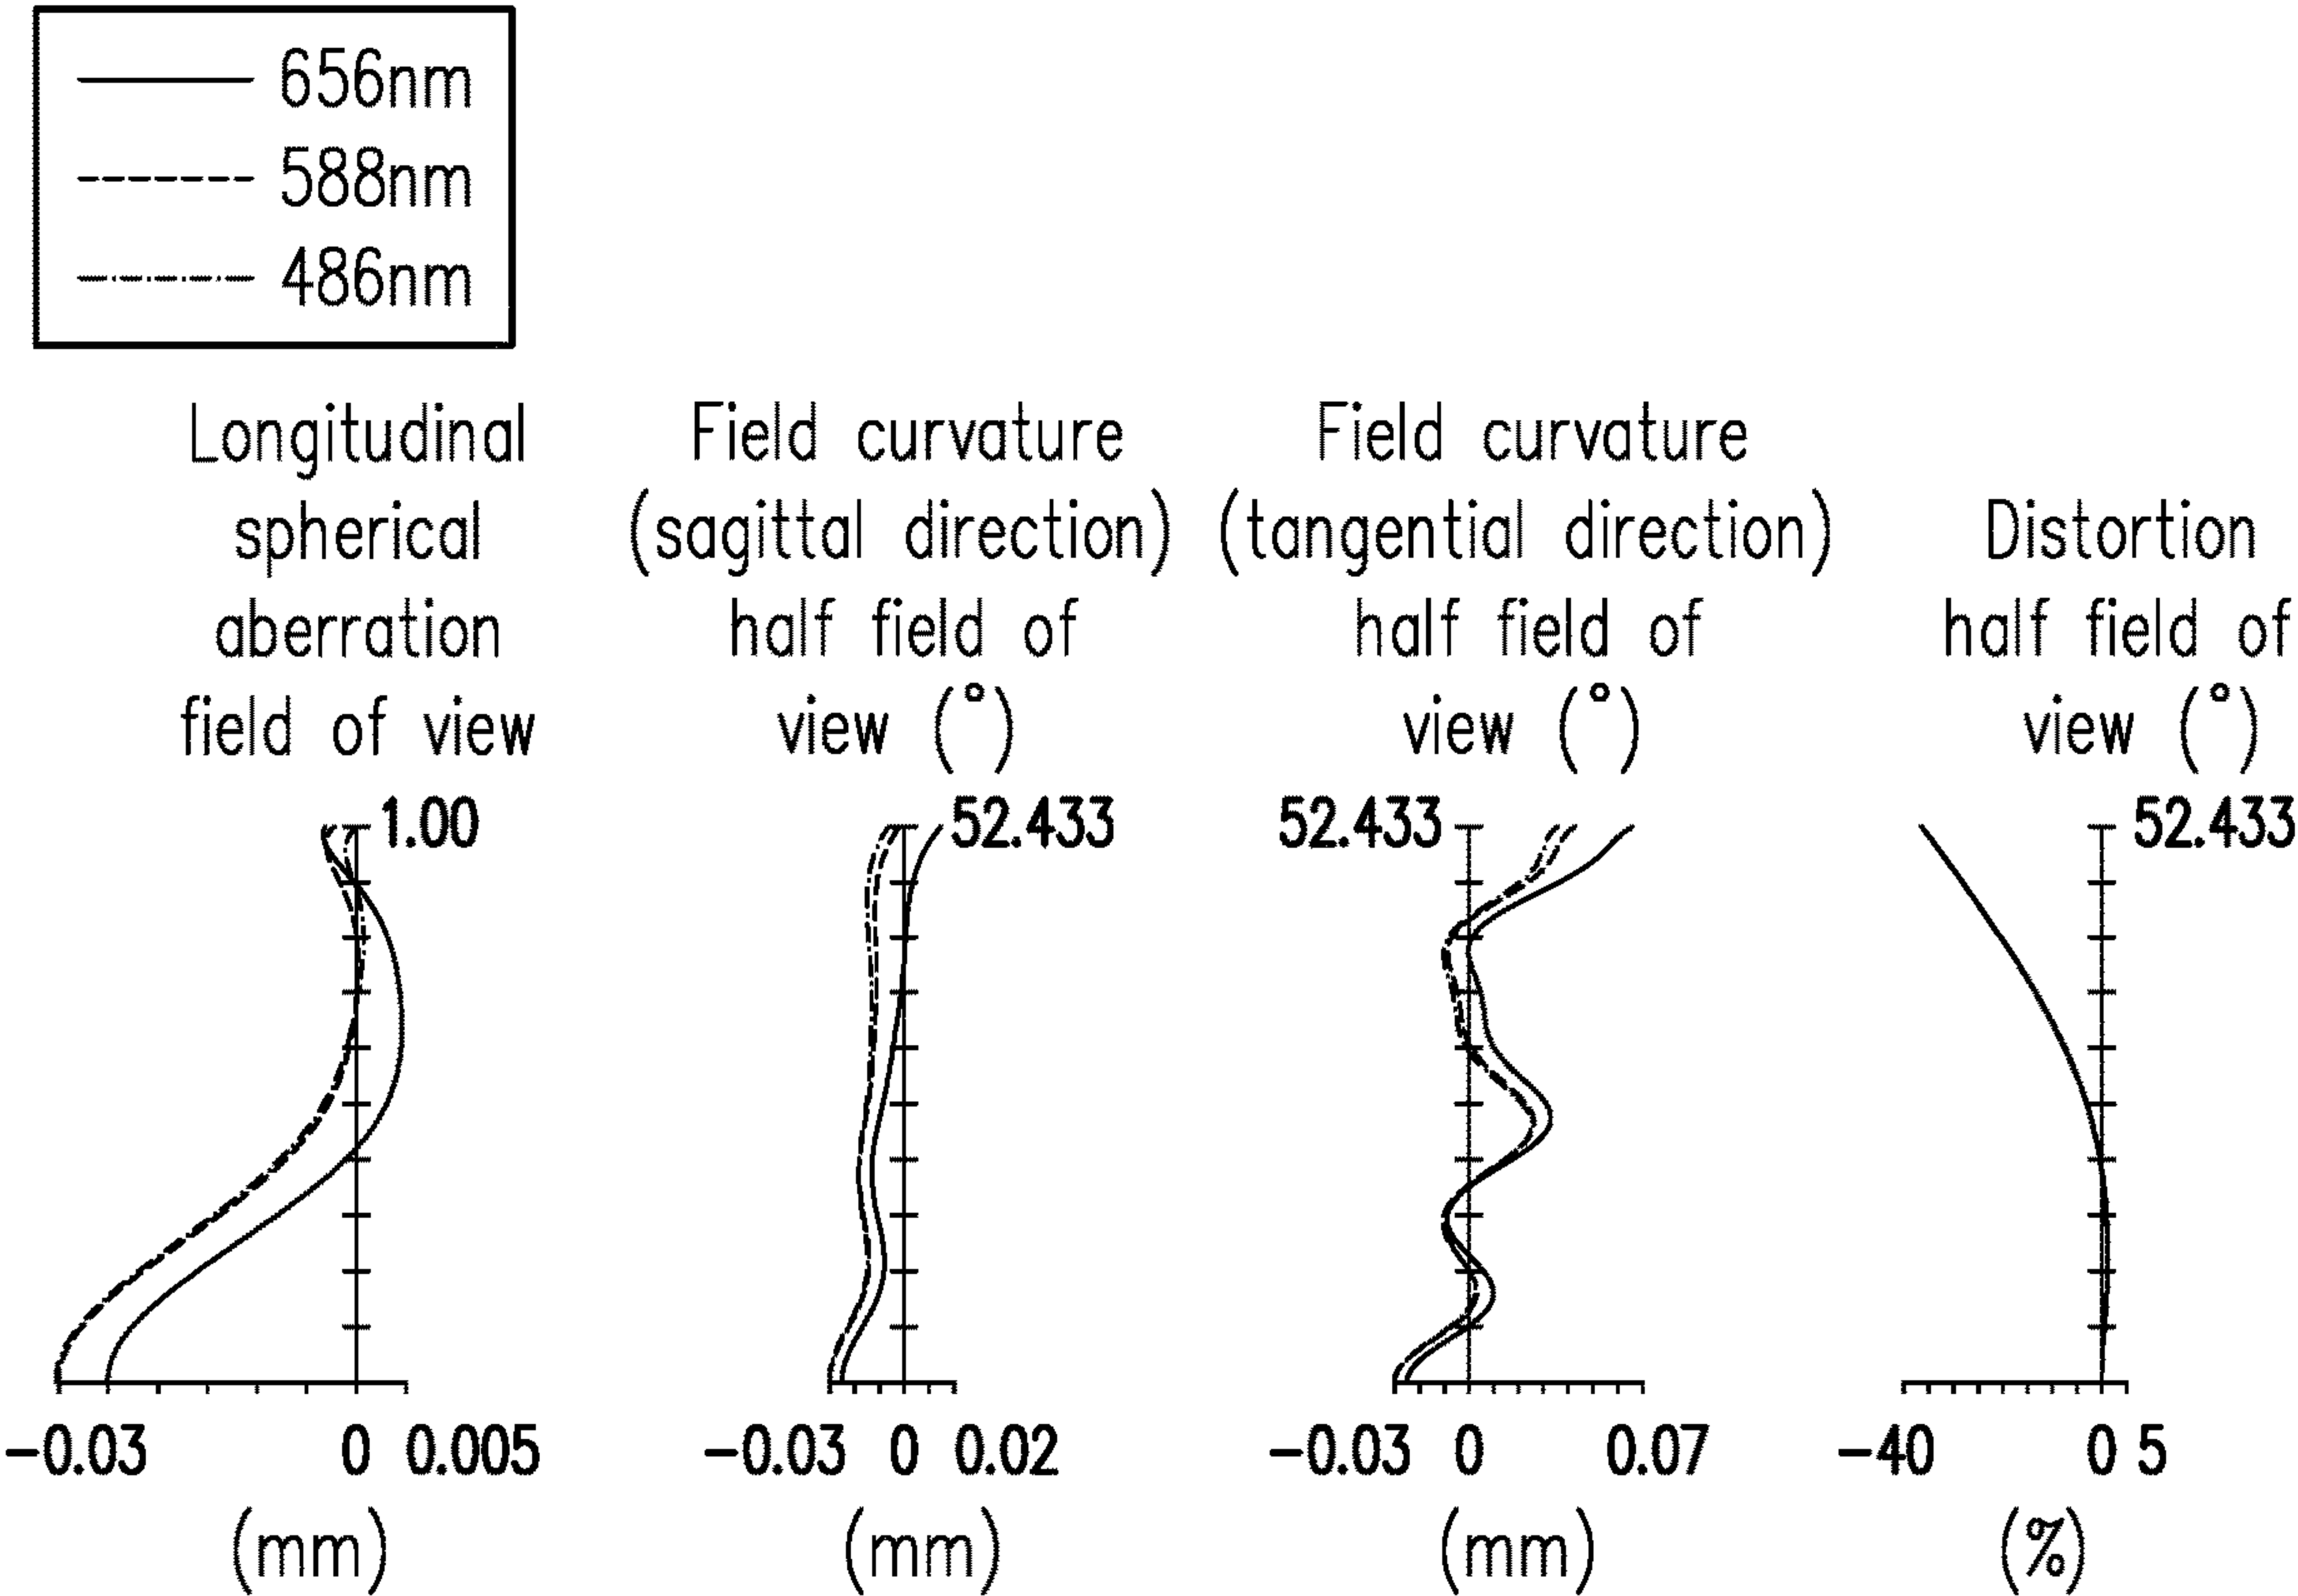 656nm
588nm
486nm
Longitudinal
spherical
aberration
field of view
1.00
-0.03 0 0.005
(mm)
Field curvature
(sagittal direction)
half field of
view (°)
52.433
-0.03 0 0.02
(mm)
Field curvature
(tangential direction)
half field of
view (°)
52.433
-0.03 0 0.07
(mm)
Distortion
half field of
view (°)
52.433
-40 0 5
(%)